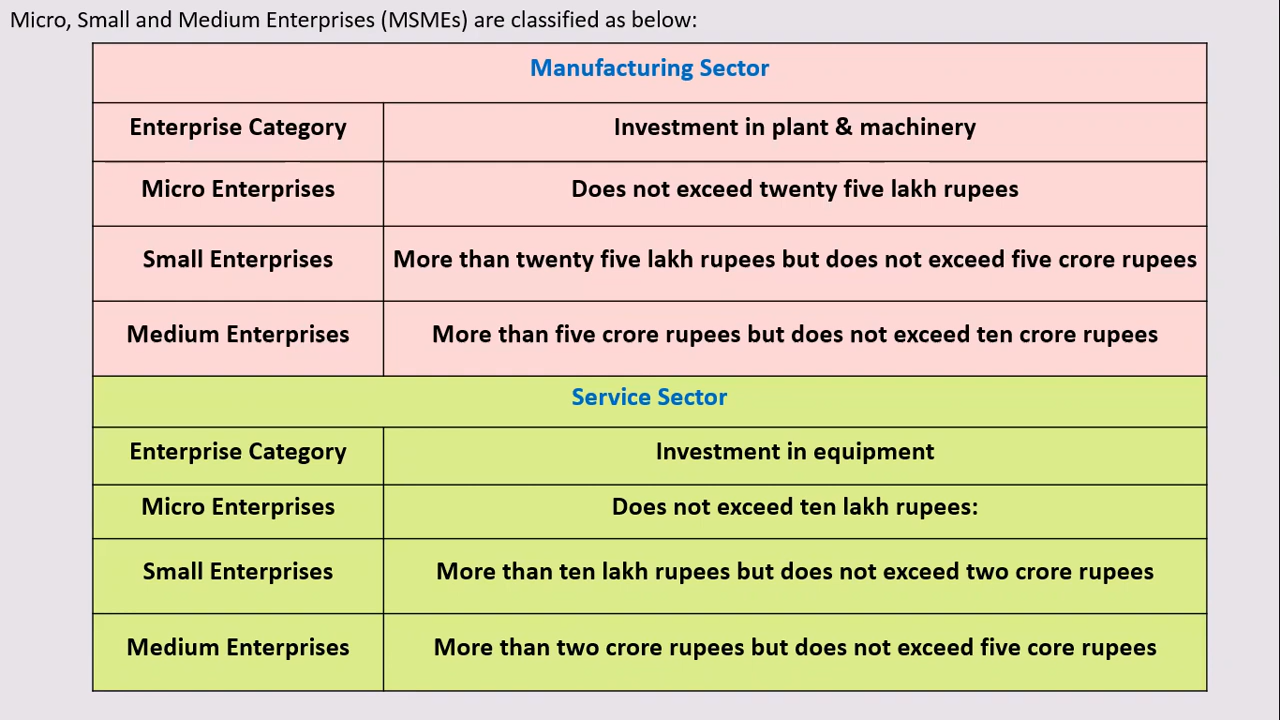 Micro, Small and Medium Enterprises (MSMEs) are classified as below:
Manufacturing Sector
Enterprise Category Investment in plant & machinery
Micro Enterprises Does not exceed twenty five lakh rupees
Small Enterprises More than twenty five lakh rupees but does not exceed five crore rupees
Medium Enterprises More than five crore rupees but does not exceed ten crore rupees
Service Sector
Enterprise Category Investment in equipment
Micro Enterprises Does not exceed ten lakh rupees:
Small Enterprises More than ten lakh rupees but does not exceed two crore rupees
Medium Enterprises More than two crore rupees but does not exceed five core rupees